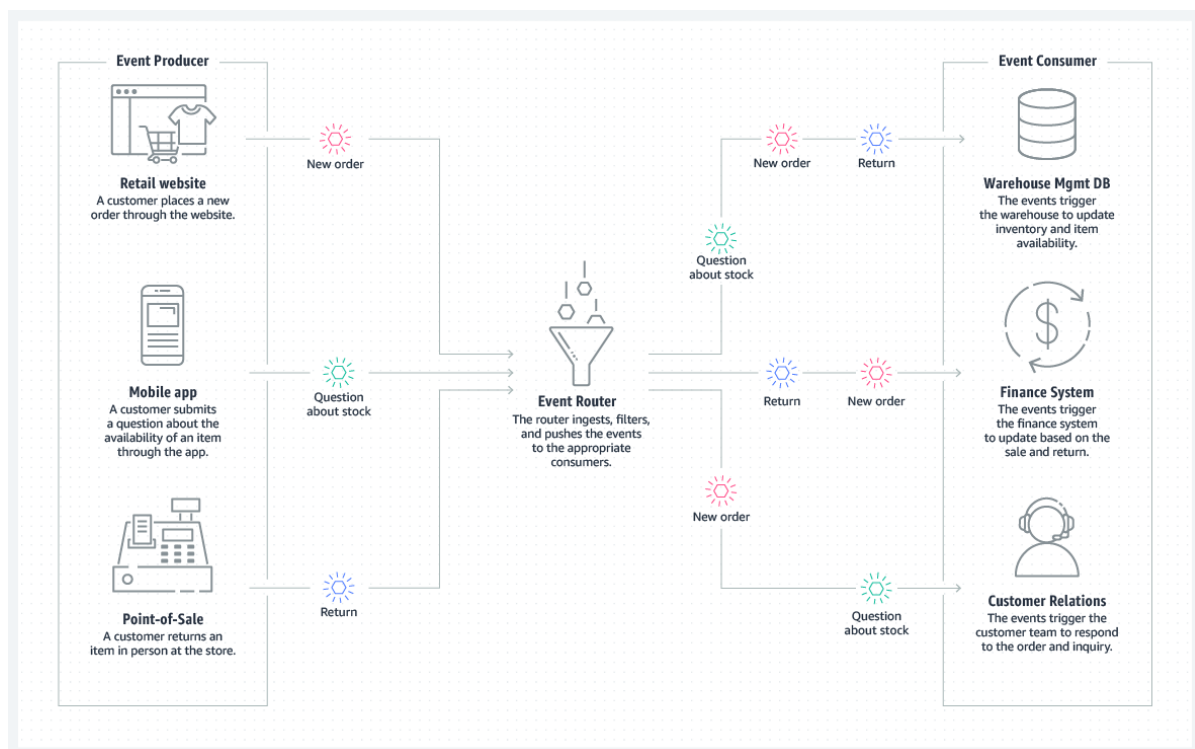 Event Producer
Retail website
A customer places a new
order through the website.
Mobile app
A customer submits
a question about the
availability of an item
through the app.
Point-of-Sale
A customer returns an
item in person at the store.
New order
Question
about stock
Return
Event Router
The router ingests, filters,
and pushes the events
to the appropriate
consumers.
New order
Return
Question
about stock
Return
New order
New order
Question
about stock
Event Consumer
Warehouse Mgmt DB
The events trigger
the warehouse to update
inventory and item
availability.
Finance System
The events trigger
the finance system
to update based on the
sale and return.
Customer Relations
The events trigger the
customer team to respond
to the order and inquiry.